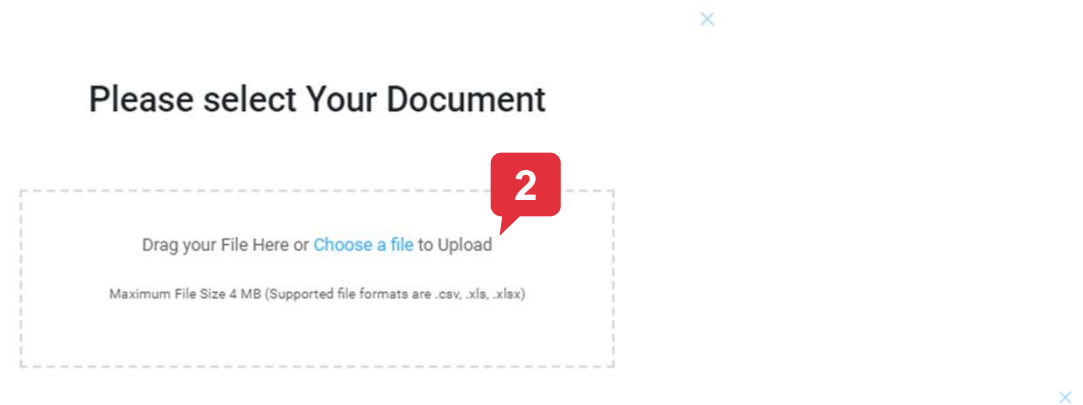 Please select Your Document
2
Drag your File Here or Choose a file to Upload
Maximum File Size 4 MB (Supported file formats are .csv, .xls, .xlsx)